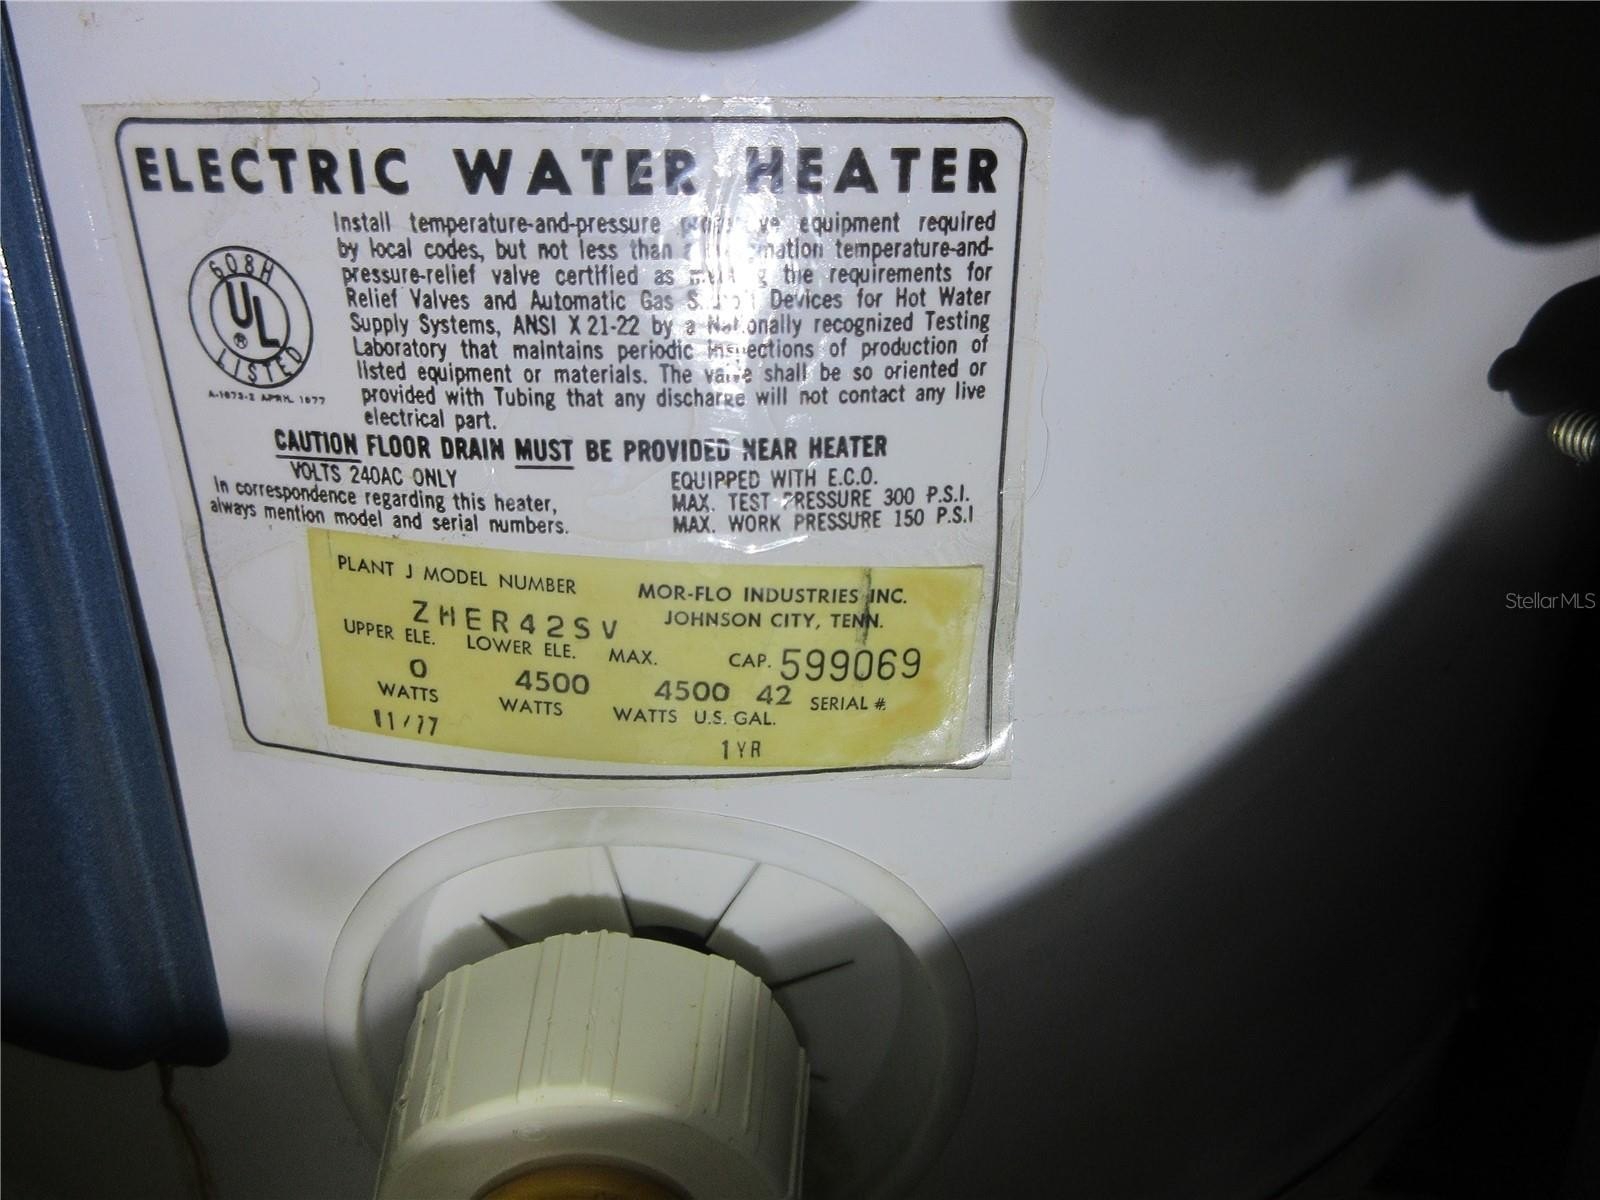 ELECTRIC WATER HEATER
Install temperature-and-pressure equipment required
by local codes, but not less than a temperature-and-
pressure-relief valve certified as the requirements for
Relief Valves and Automatic Gas Devices for Hot Water
Supply Systems, ANSI X 21-22 by a Nationally recognized Testing
Laboratory that maintains periodic inspections of production of
listed equipment or materials. The valve shall be so oriented or
provided with Tubing that any discharge will not contact any live
electrical part.
608H
UL
®
LISTED
A-1673-2 APRIL 1977
CAUTION FLOOR DRAIN MUST BE PROVIDED NEAR HEATER
VOLTS 240AC ONLY
In correspondence regarding this heater,
always mention model and serial numbers.
EQUIPPED WITH E.C.O.
MAX. TEST PRESSURE 300 P.S.I.
MAX. WORK PRESSURE 150 P.S.I
PLANT J MODEL NUMBER
ZHER42SV
MOR-FLO INDUSTRIES INC.
JOHNSON CITY, TENN.
UPPER ELE. LOWER ELE. MAX. CAP. 599069
0 4500 4500 42 SERIAL #
WATTS WATTS WATTS U.S. GAL.
11/77 1YR
StellarMLS